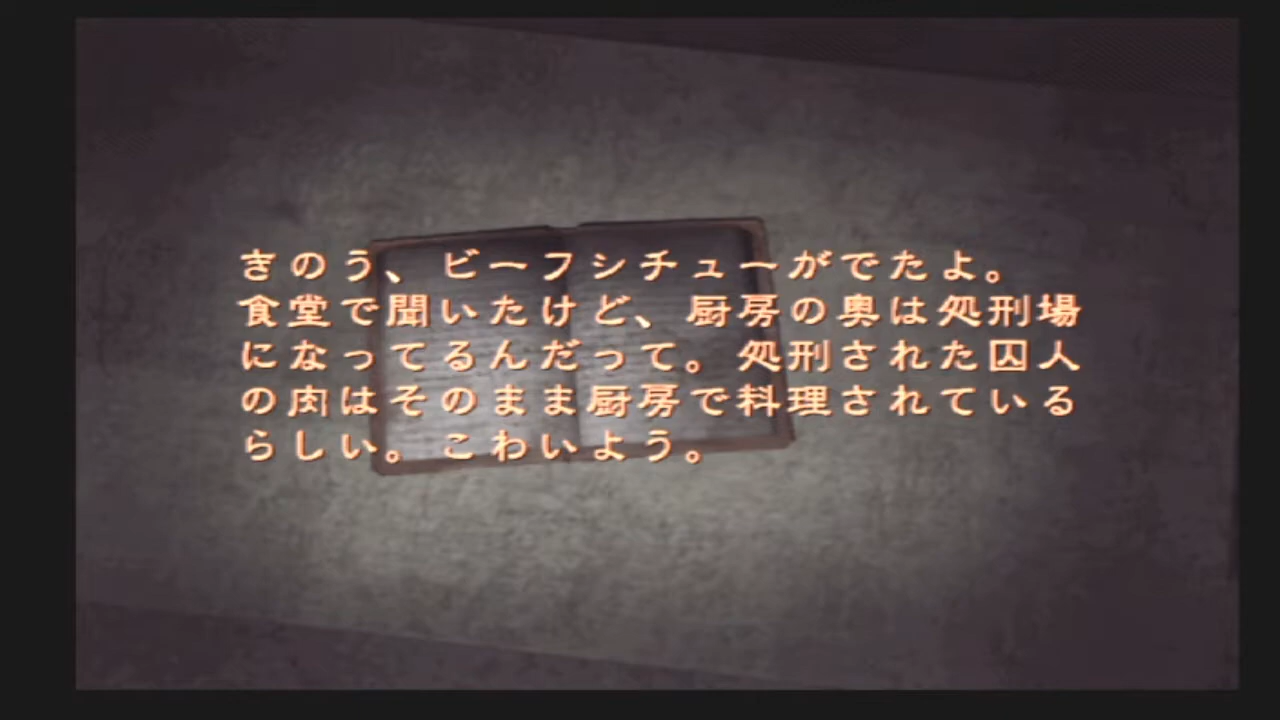 きのう、ビーフシチューがでたよ。
食堂で聞いたけど、厨房の奥は処刑場
になってるんだって。処刑された囚人
の肉はそのまま厨房で料理されている
らしい。こわいよう。